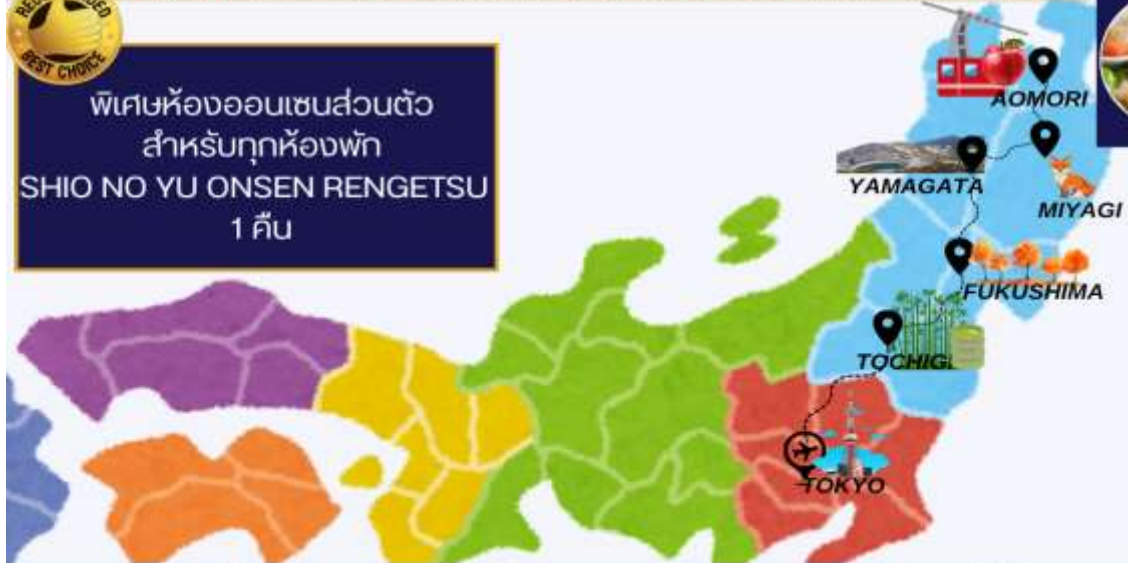 BEST CHOICE
พิเศษห้องออนเซนส่วนตัว
สำหรับทุกห้องพัก
SHIO NO YU ONSEN RENGETSU
1 คืน
AOMORI
YAMAGATA
MIYAGI
FUKUSHIMA
TOCHIGI
TOKYO